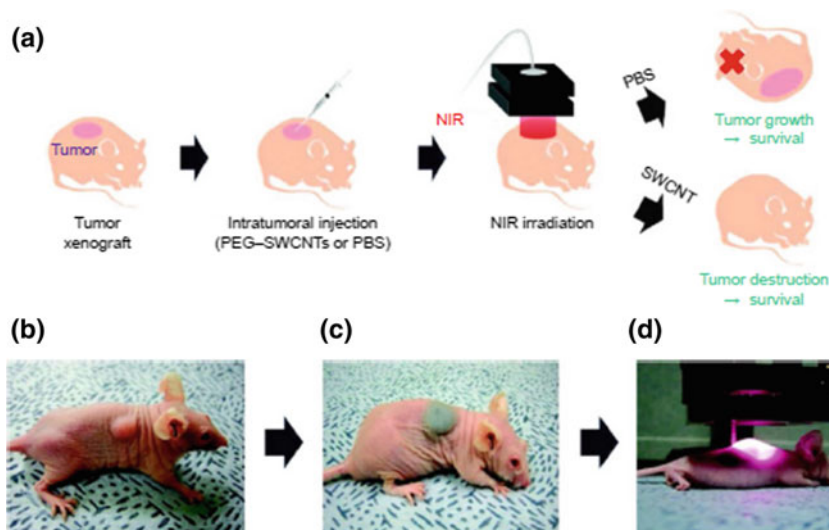 (a)
Tumor
Tumor
xenograft
Intratumoral injection
(PEG–SWCNTs or PBS)
NIR
NIR irradiation
PBS
Tumor growth
→ survival
SWCNT
Tumor destruction
→ survival
(b)
(c)
(d)